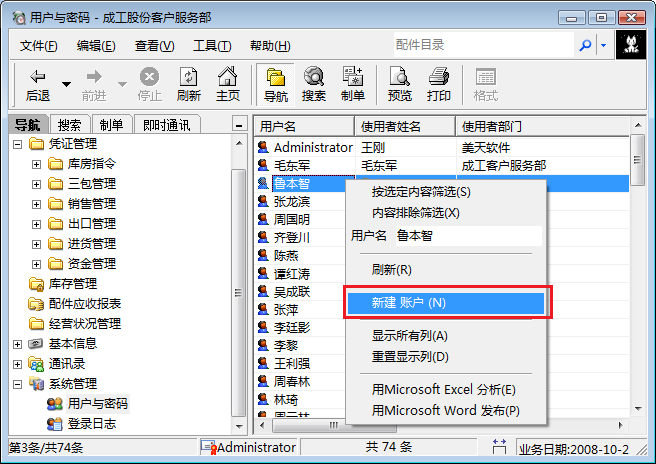 用户与密码 - 成工股份客户服务部
文件(F) 编辑(E) 查看(V) 工具(T) 帮助(H) 配件目录
后退 前进 停止 刷新 主页 导航 搜索 制单 预览 打印 格式
导航 搜索 制单 即时通讯
凭证管理
库房指令
三包管理
销售管理
出口管理
进货管理
资金管理
库存管理
配件应收报表
经营状况管理
基本信息
通讯录
系统管理
用户与密码
登录日志
用户名 使用者姓名 使用者部门
Administrator 王刚 美天软件
毛东军 毛东军 成工客户服务部
鲁本智
张龙滨
周国明
齐登川
陈燕
谭红涛
吴成联
张萍
李廷影
李黎
王利强
周春林
林琦
按选定内容筛选(S)
内容排除筛选(X)
用户名 鲁本智
刷新(R)
新建 账户 (N)
显示所有列(A)
重置显示列(D)
用Microsoft Excel 分析(E)
用Microsoft Word 发布(P)
第3条/共74条 Administrator 共 74 条 业务日期:2008-10-2